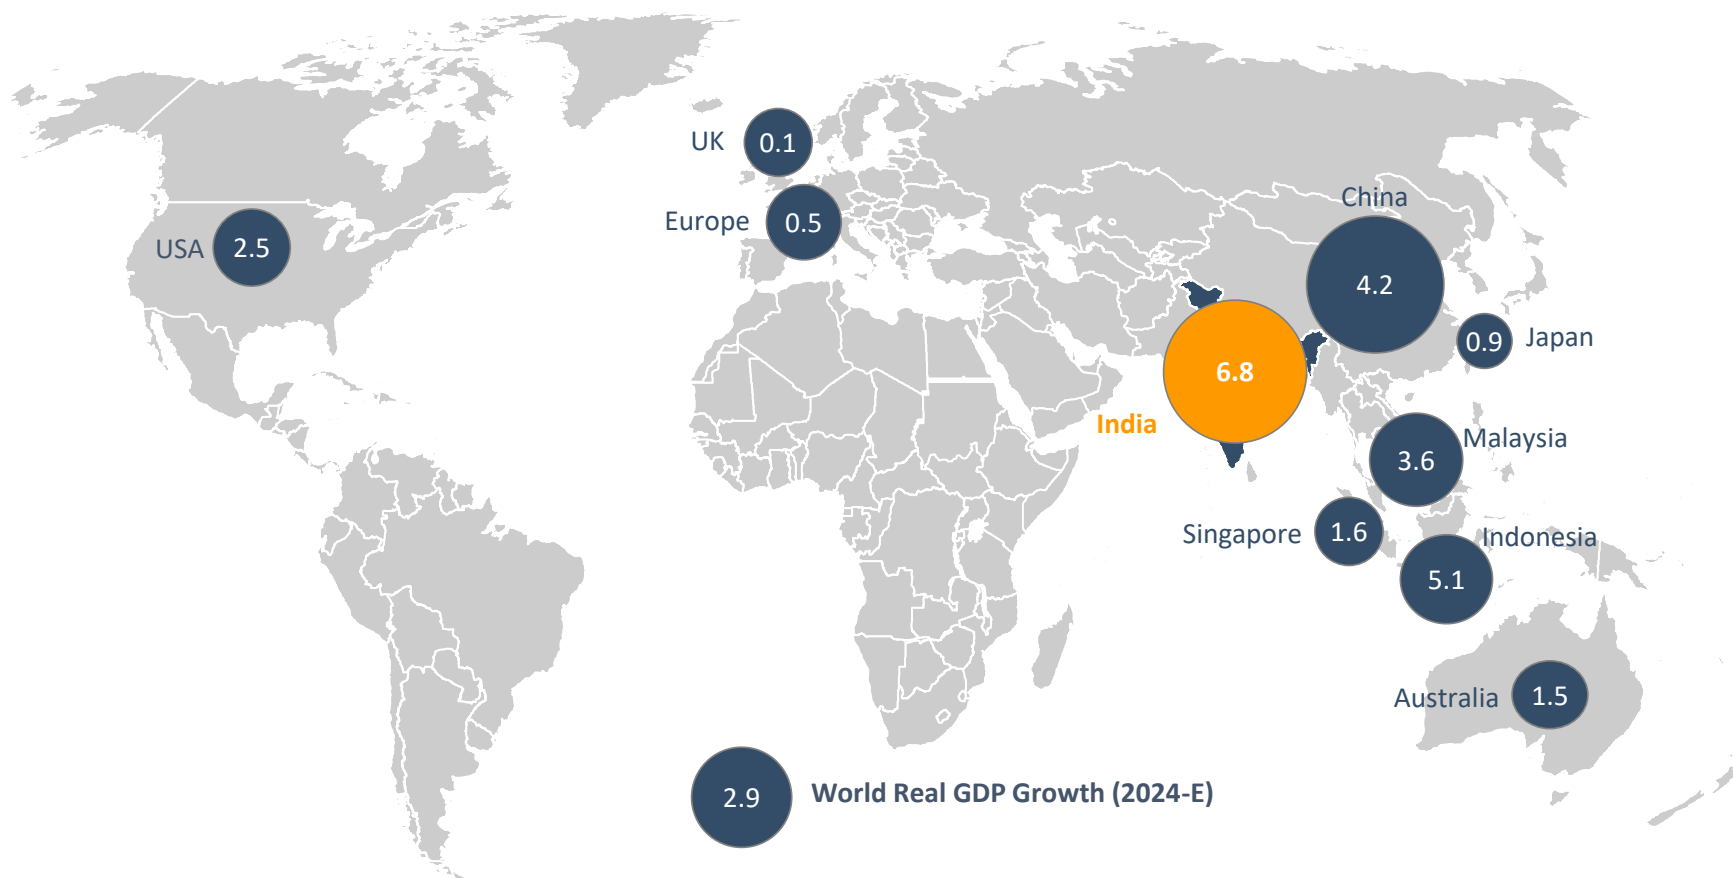 UK
0.1
Europe
0.5
USA
2.5
China
4.2
6.8
India
0.9
Japan
Malaysia
3.6
Singapore
1.6
Indonesia
5.1
Australia
1.5
2.9
World Real GDP Growth (2024-E)